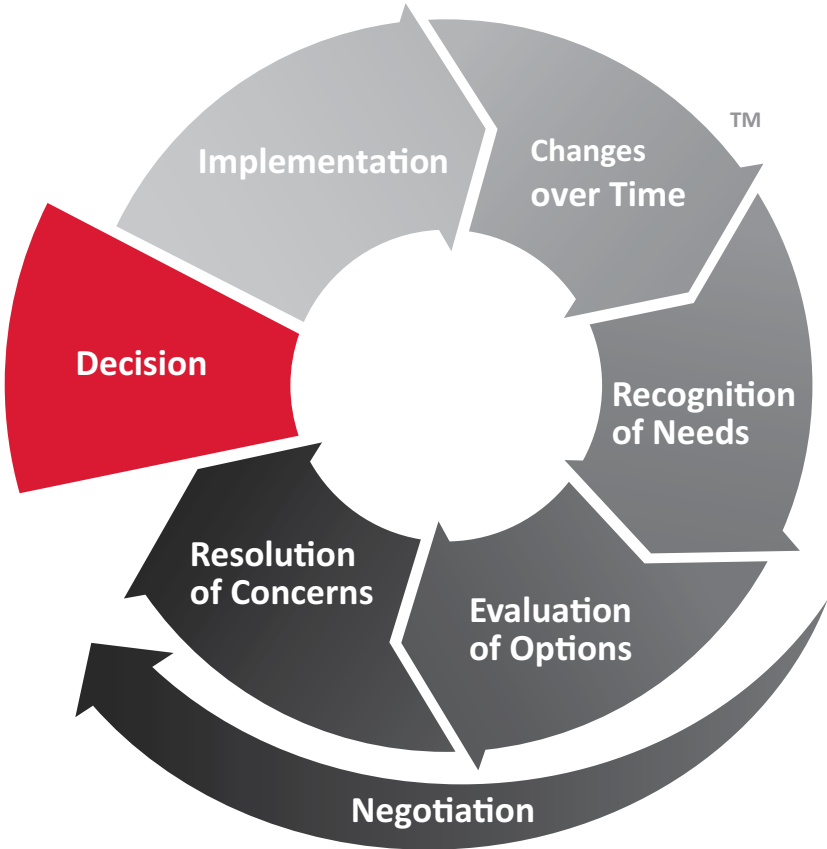 Implementation
Changes
over Time
TM
Recognition
of Needs
Evaluation
of Options
Resolution
of Concerns
Decision
Negotiation